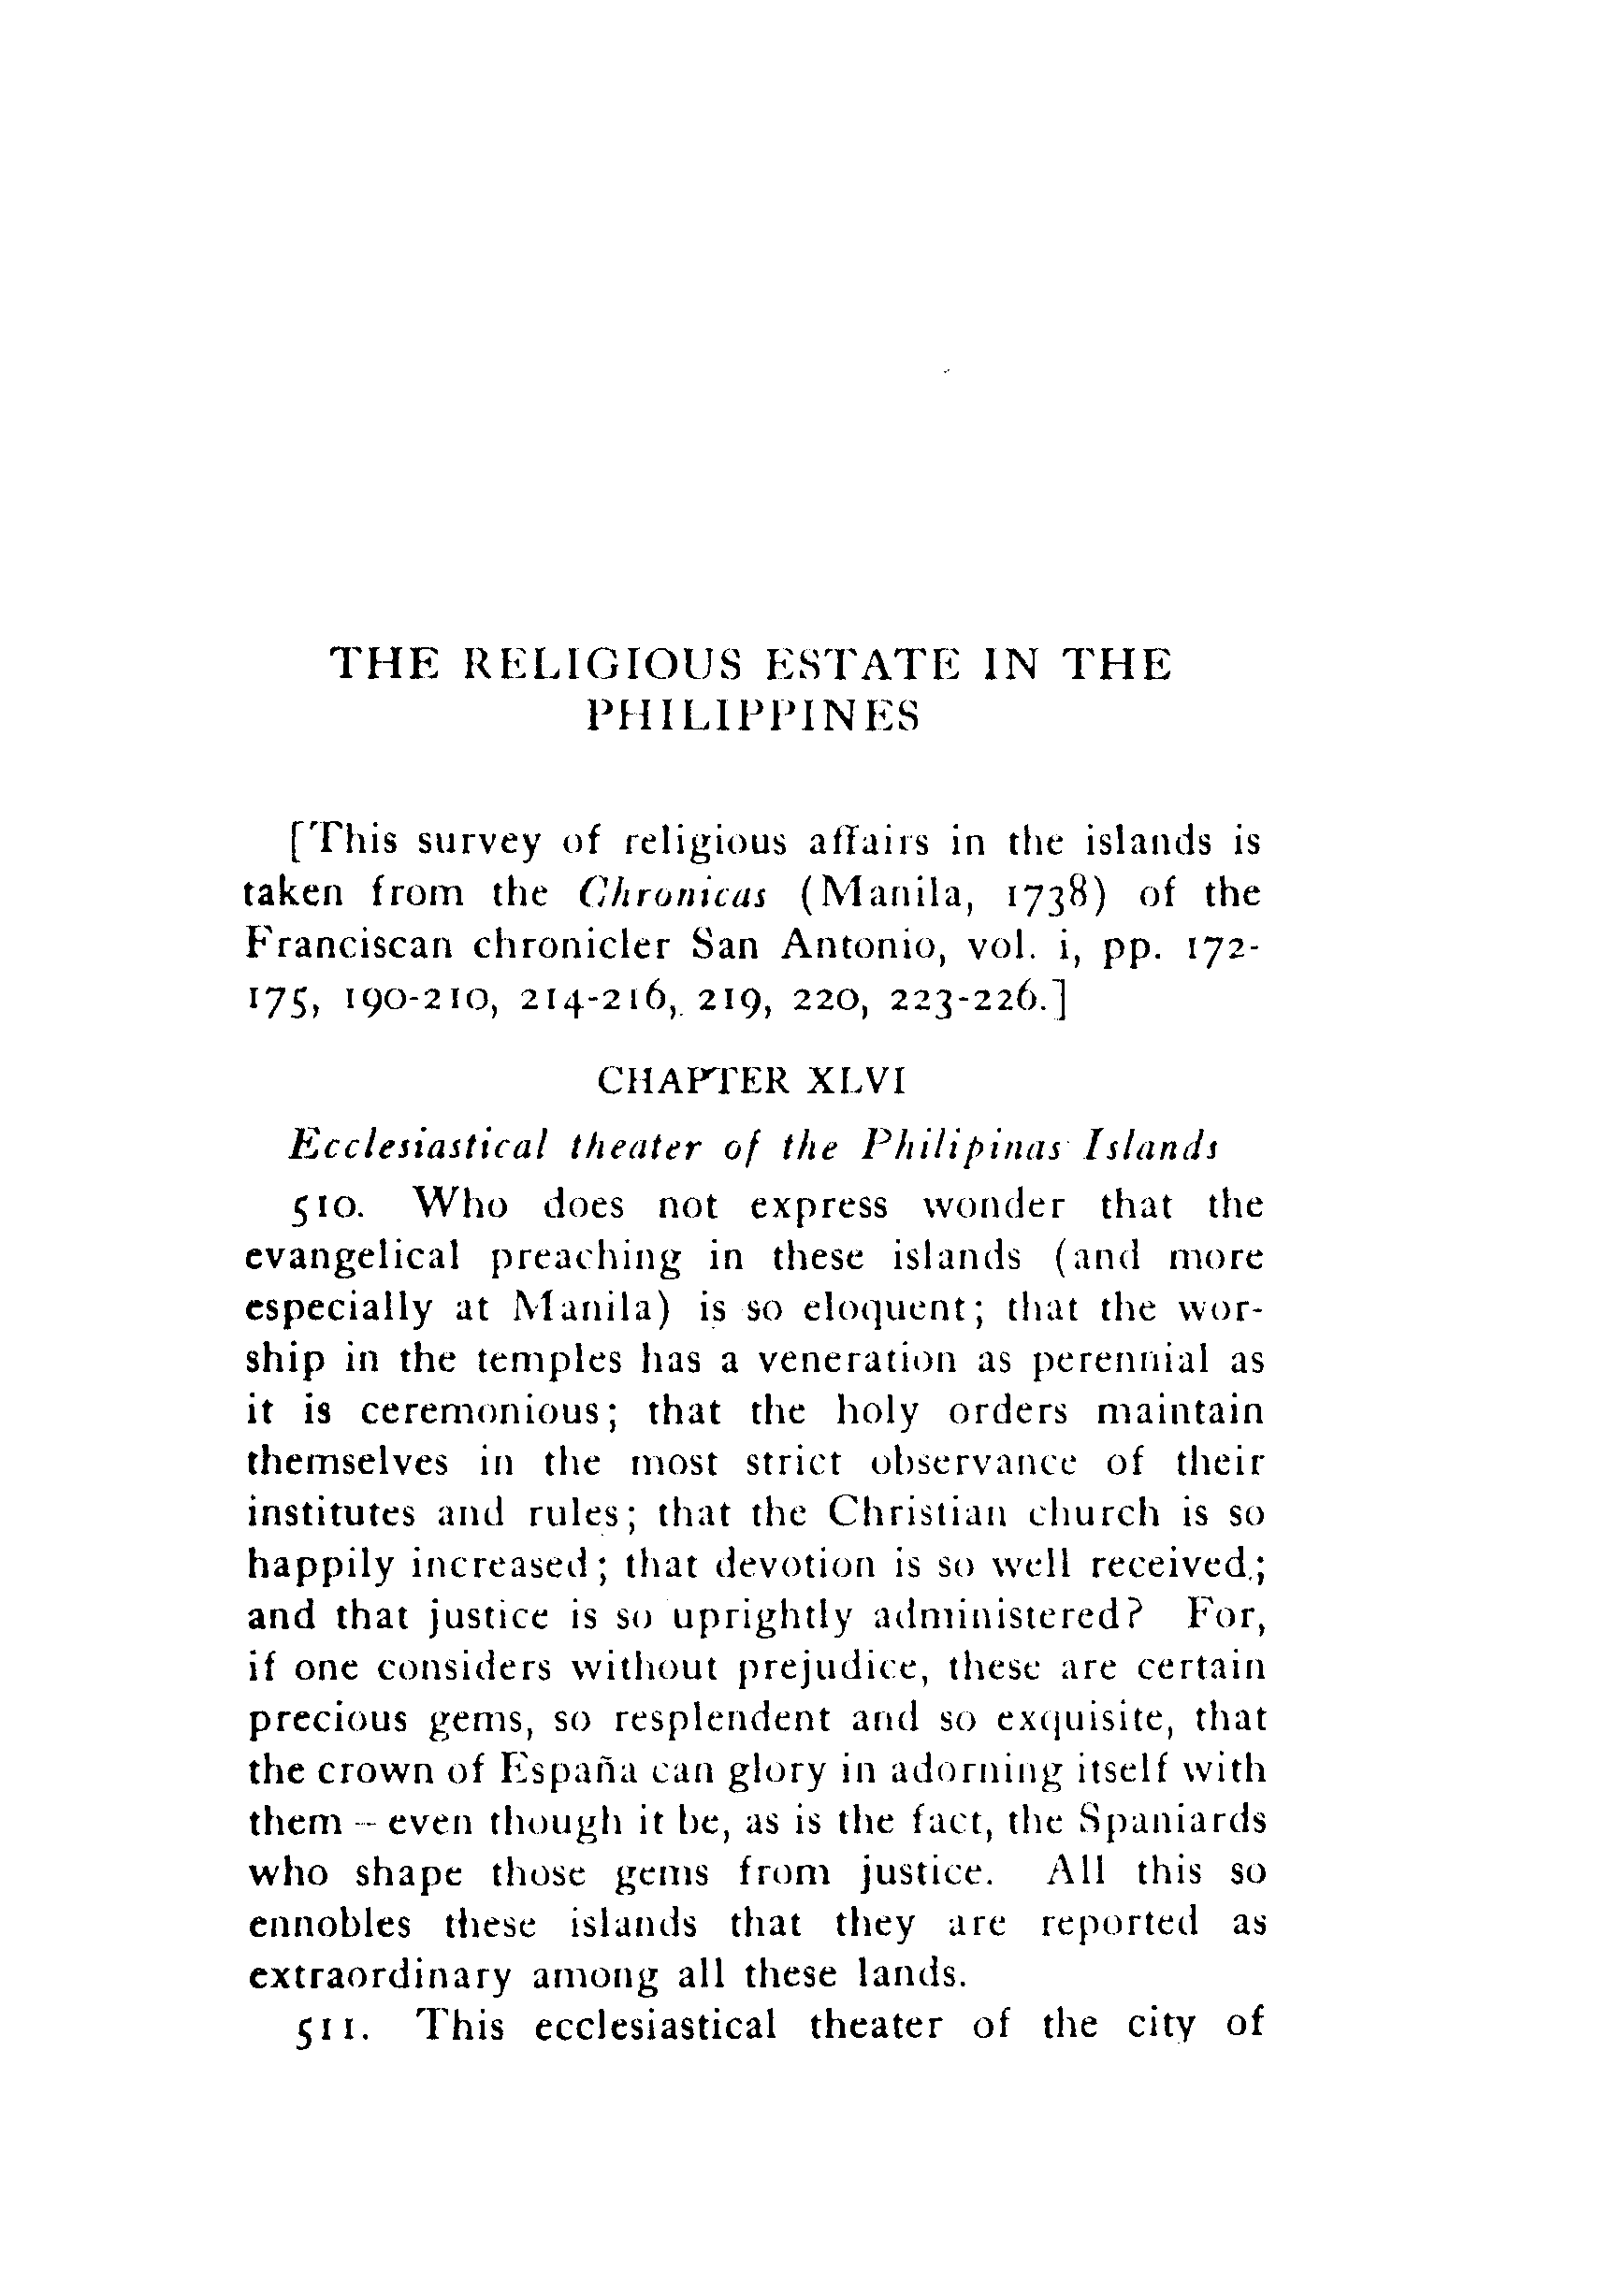 THE RELIGIOUS ESTATE IN THE
PHILIPPINES
[This survey of religious affairs in the islands is
taken from the Chronicas (Manila, 1738) of the
Franciscan chronicler San Antonio, vol. i, pp. 172-
175, 190-210, 214-216, 219, 220, 223-226.]
CHAPTER XLVI
Ecclesiastical theater of the Philipinas Islands
510. Who does not express wonder that the
evangelical preaching in these islands (and more
especially at Manila) is so eloquent; that the wor-
ship in the temples has a veneration as perennial as
it is ceremonious; that the holy orders maintain
themselves in the most strict observance of their
institutes and rules; that the Christian church is so
happily increased; that devotion is so well received;
and that justice is so uprightly administered? For,
if one considers without prejudice, these are certain
precious gems, so resplendent and so exquisite, that
the crown of España can glory in adorning itself with
them – even though it be, as is the fact, the Spaniards
who shape those gems from justice. All this so
ennobles these islands that they are reported as
extraordinary among all these lands.
511. This ecclesiastical theater of the city of